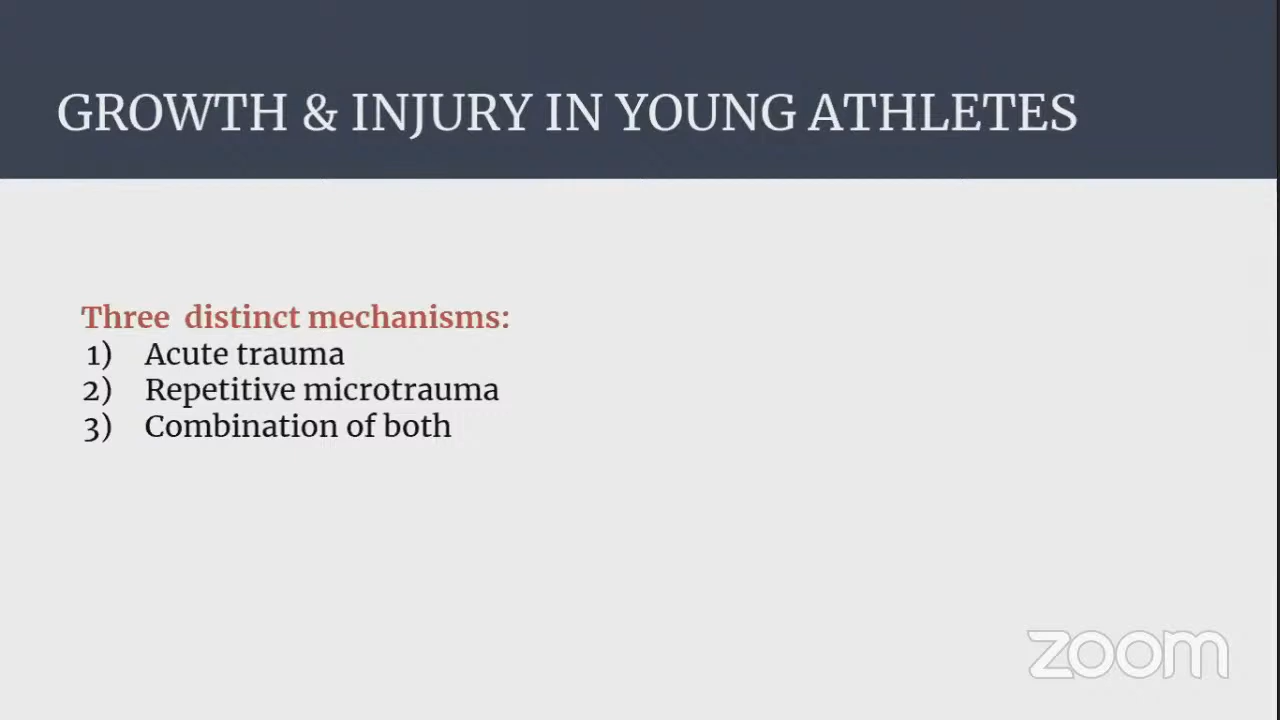 GROWTH & INJURY IN YOUNG ATHLETES
Three distinct mechanisms:
1) Acute trauma
2) Repetitive microtrauma
3) Combination of both
zoom